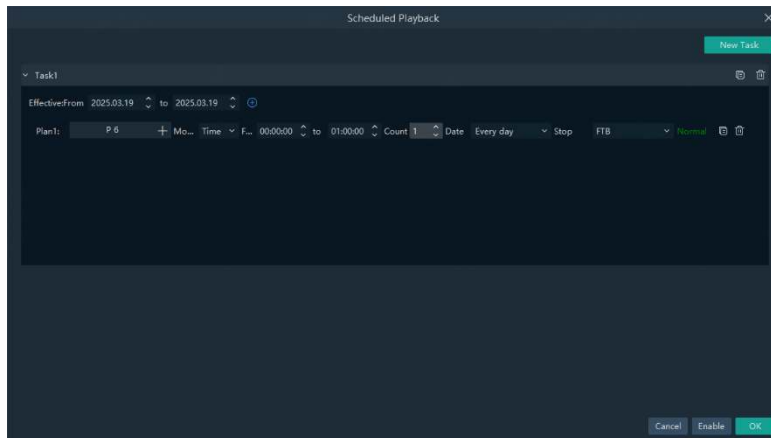 Scheduled Playback
New Task
Task1
Effective:From 2025.03.19 to 2025.03.19
Plan1: P 6 Mo... Time F... 00:00:00 to 01:00:00 Count 1 Date Every day Stop FTB Normal
Cancel Enable OK